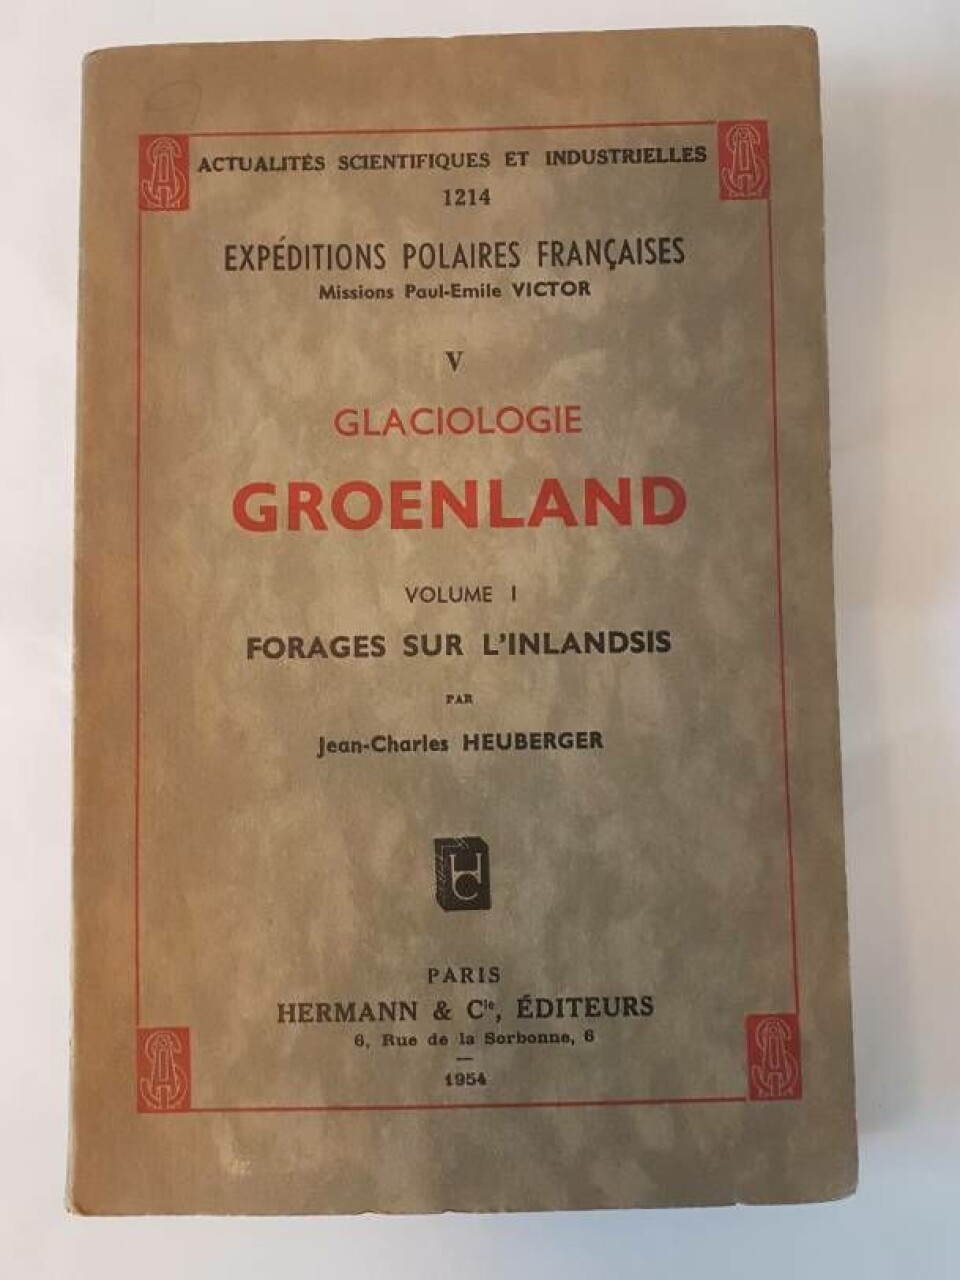 ACTUALITÉS SCIENTIFIQUES ET INDUSTRIELLES
1214
EXPÉDITIONS POLAIRES FRANÇAISES
Missions Paul-Emile VICTOR
V
GLACIOLOGIE
GROENLAND
VOLUME I
FORAGES SUR L'INLANDSIS
PAR
Jean-Charles HEUBERGER
HC
PARIS
HERMANN & Cie, ÉDITEURS
6, Rue de la Sorbonne, 6
1954